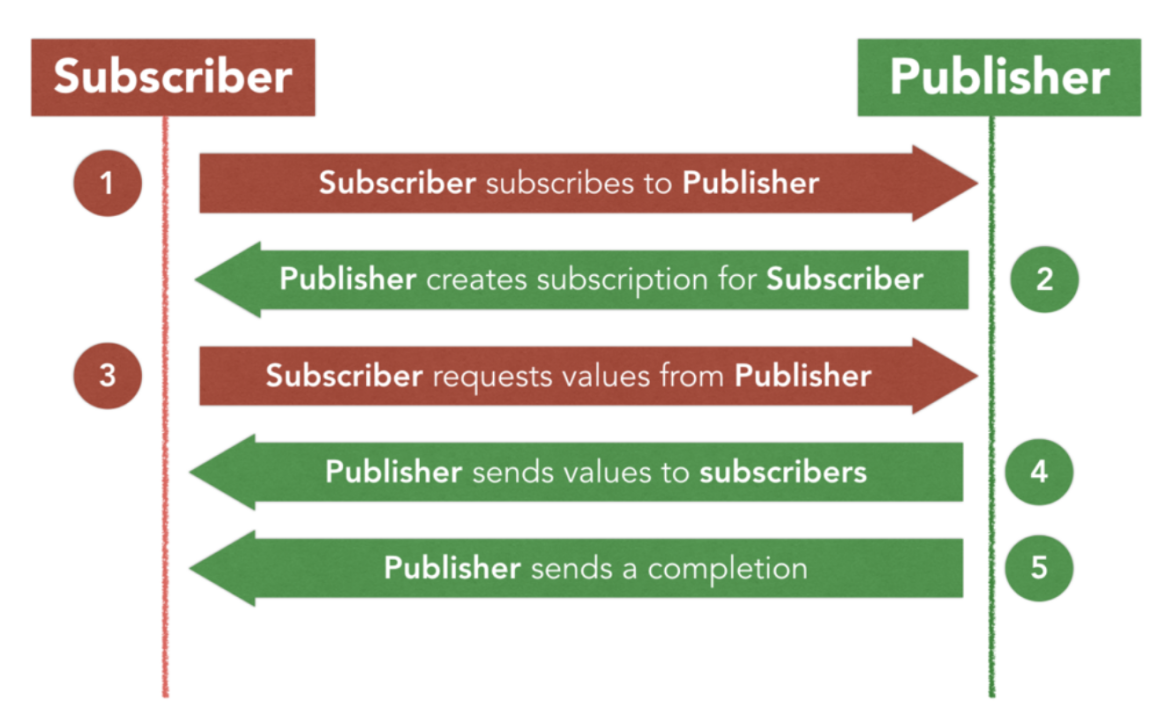 Subscriber
Publisher
1
Subscriber subscribes to Publisher
Publisher creates subscription for Subscriber
2
3
Subscriber requests values from Publisher
Publisher sends values to subscribers
4
Publisher sends a completion
5